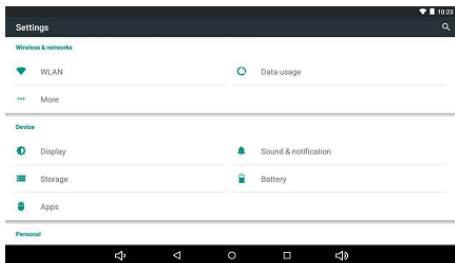 10:23
Settings
Wireless & networks
WLAN
Data usage
More
Device
Display
Sound & notification
Storage
Battery
Apps
Personal